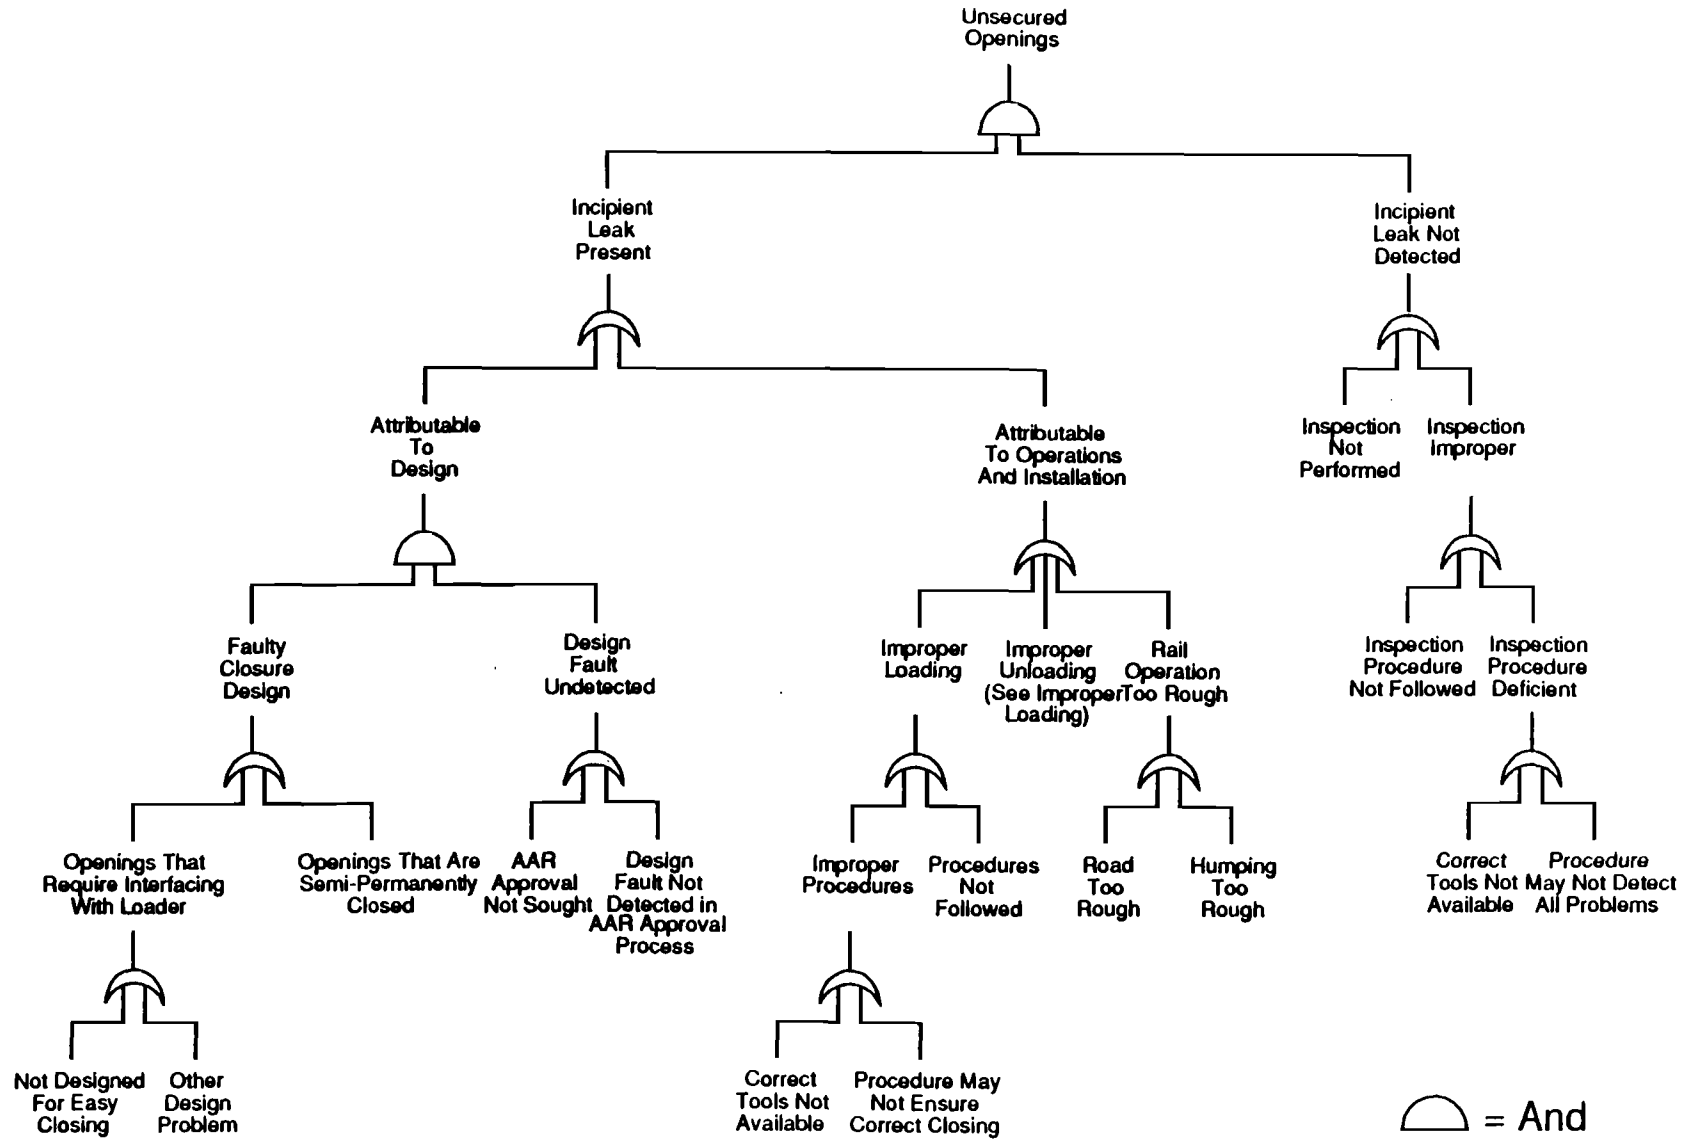 Unsecured
Openings
Incipient
Leak
Present
Incipient
Leak Not
Detected
Attributable
To
Design
Attributable
To Operations
And Installation
Inspection
Not
Performed
Inspection
Improper
Faulty
Closure
Design
Design
Fault
Undetected
Improper
Loading
Improper
Unloading
(See Improper
Loading)
Rail
Operation
Too Rough
Inspection
Procedure
Not Followed
Inspection
Procedure
Deficient
Openings That
Require Interfacing
With Loader
Openings That Are
Semi-Permanently
Closed
AAR
Approval
Not Sought
Design
Fault Not
Detected in
AAR Approval
Process
Improper
Procedures
Procedures
Not
Followed
Road
Too
Rough
Humping
Too
Rough
Correct
Tools Not
Available
Procedure
May Not Detect
All Problems
Not Designed
For Easy
Closing
Other
Design
Problem
Correct
Tools Not
Available
Procedure May
Not Ensure
Correct Closing
= And